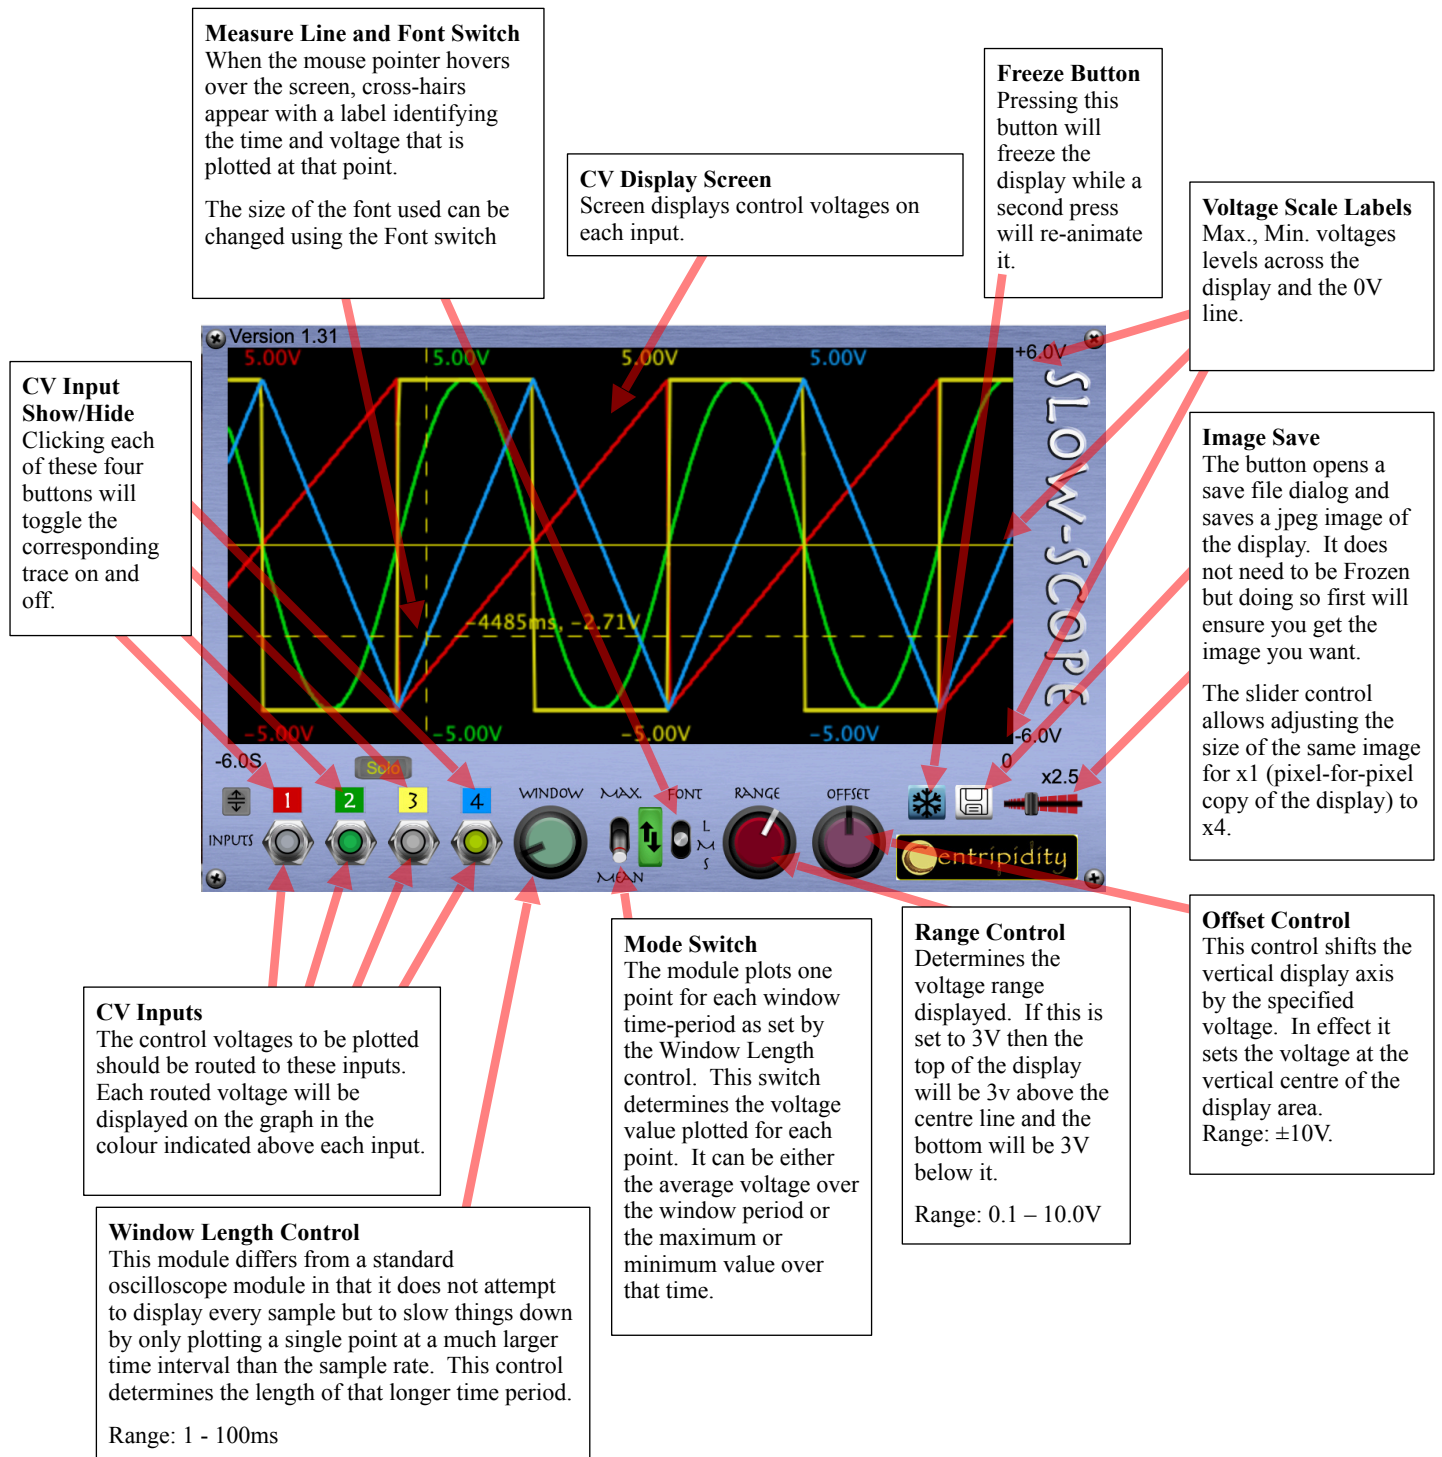 Measure Line and Font Switch
When the mouse pointer hovers
over the screen, cross-hairs
appear with a label identifying
the time and voltage that is
plotted at that point.
The size of the font used can be
changed using the Font switch
CV Display Screen
Screen displays control voltages on
each input.
Freeze Button
Pressing this
button will
freeze the
display while a
second press
will re-animate
it.
Voltage Scale Labels
Max., Min. voltages
levels across the
display and the 0V
line.
CV Input
Show/Hide
Clicking each
of these four
buttons will
toggle the
corresponding
trace on and
off.
Version 1.31
5.00V 5.00V 5.00V 5.00V
+6.0V
SLOW-SCOPE
-4485ms, -2.71V
-5.00V -5.00V -5.00V -5.00V
-6.0V
-6.0S
0
Solo
x2.5
1 2 3 4
WINDOW MAX. FONT RANGE OFFSET
INPUTS
L
M
S
MEAN
Centripidity
Image Save
The button opens a
save file dialog and
saves a jpeg image of
the display.  It does
not need to be Frozen
but doing so first will
ensure you get the
image you want.
The slider control
allows adjusting the
size of the same image
for x1 (pixel-for-pixel
copy of the display) to
x4.
CV Inputs
The control voltages to be plotted
should be routed to these inputs.
Each routed voltage will be
displayed on the graph in the
colour indicated above each input.
Window Length Control
This module differs from a standard
oscilloscope module in that it does not attempt
to display every sample but to slow things down
by only plotting a single point at a much larger
time interval than the sample rate.  This control
determines the length of that longer time period.
Range: 1 - 100ms
Mode Switch
The module plots one
point for each window
time-period as set by
the Window Length
control.  This switch
determines the voltage
value plotted for each
point.  It can be either
the average voltage over
the window period or
the maximum or
minimum value over
that time.
Range Control
Determines the
voltage range
displayed.  If this is
set to 3V then the
top of the display
will be 3v above the
centre line and the
bottom will be 3V
below it.
Range: 0.1 – 10.0V
Offset Control
This control shifts the
vertical display axis
by the specified
voltage.  In effect it
sets the voltage at the
vertical centre of the
display area.
Range: ±10V.